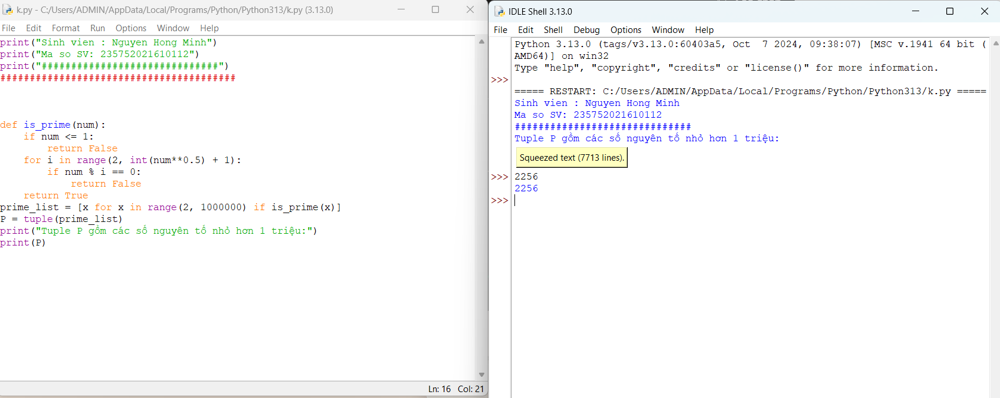 k.py - C:/Users/ADMIN/AppData/Local/Programs/Python/Python313/k.py (3.13.0)
File Edit Format Run Options Window Help
print("Sinh vien : Nguyen Hong Minh")
print("Ma so SV: 235752021610112")
print("##############################")
########################################
def is_prime(num):
    if num <= 1:
        return False
    for i in range(2, int(num**0.5) + 1):
        if num % i == 0:
            return False
    return True
prime_list = [x for x in range(2, 1000000) if is_prime(x)]
P = tuple(prime_list)
print("Tuple P gồm các số nguyên tố nhỏ hơn 1 triệu:")
print(P)
Ln: 16 Col: 21
IDLE Shell 3.13.0
File Edit Shell Debug Options Window Help
Python 3.13.0 (tags/v3.13.0:60403a5, Oct  7 2024, 09:38:07) [MSC v.1941 64 bit (
AMD64)] on win32
Type "help", "copyright", "credits" or "license()" for more information.
>>>
===== RESTART: C:/Users/ADMIN/AppData/Local/Programs/Python/Python313/k.py =====
Sinh vien : Nguyen Hong Minh
Ma so SV: 235752021610112
##############################
Tuple P gồm các số nguyên tố nhỏ hơn 1 triệu:
Squeezed text (7713 lines).
>>> 2256
2256
>>>